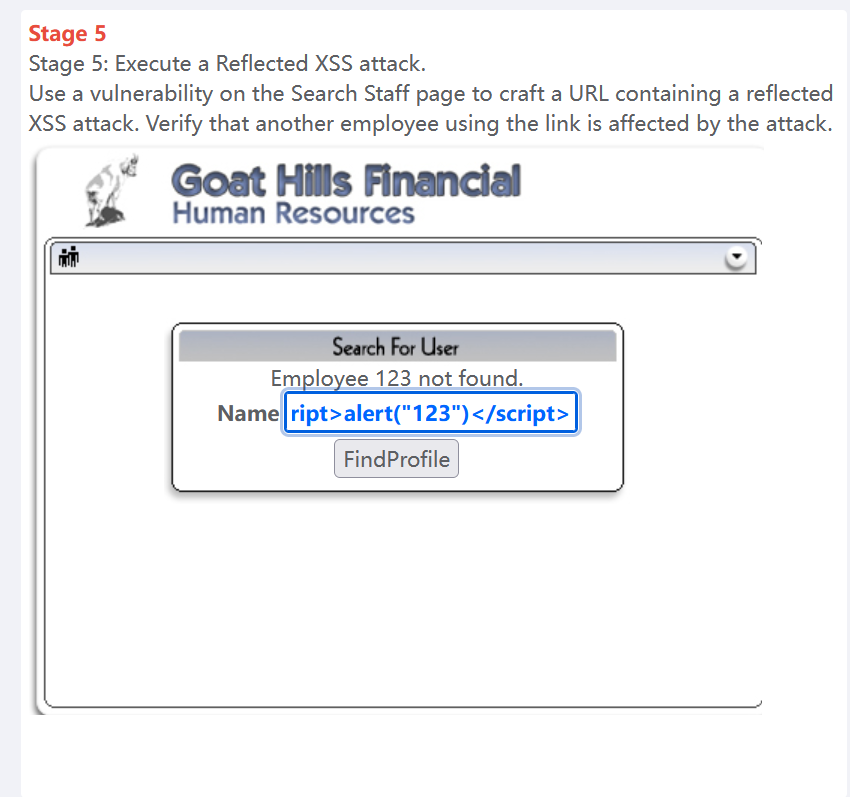 Stage 5
Stage 5: Execute a Reflected XSS attack.
Use a vulnerability on the Search Staff page to craft a URL containing a reflected
XSS attack. Verify that another employee using the link is affected by the attack.
Goat Hills Financial
Human Resources
Search For User
Employee 123 not found.
Name ript>alert("123")</script>
FindProfile